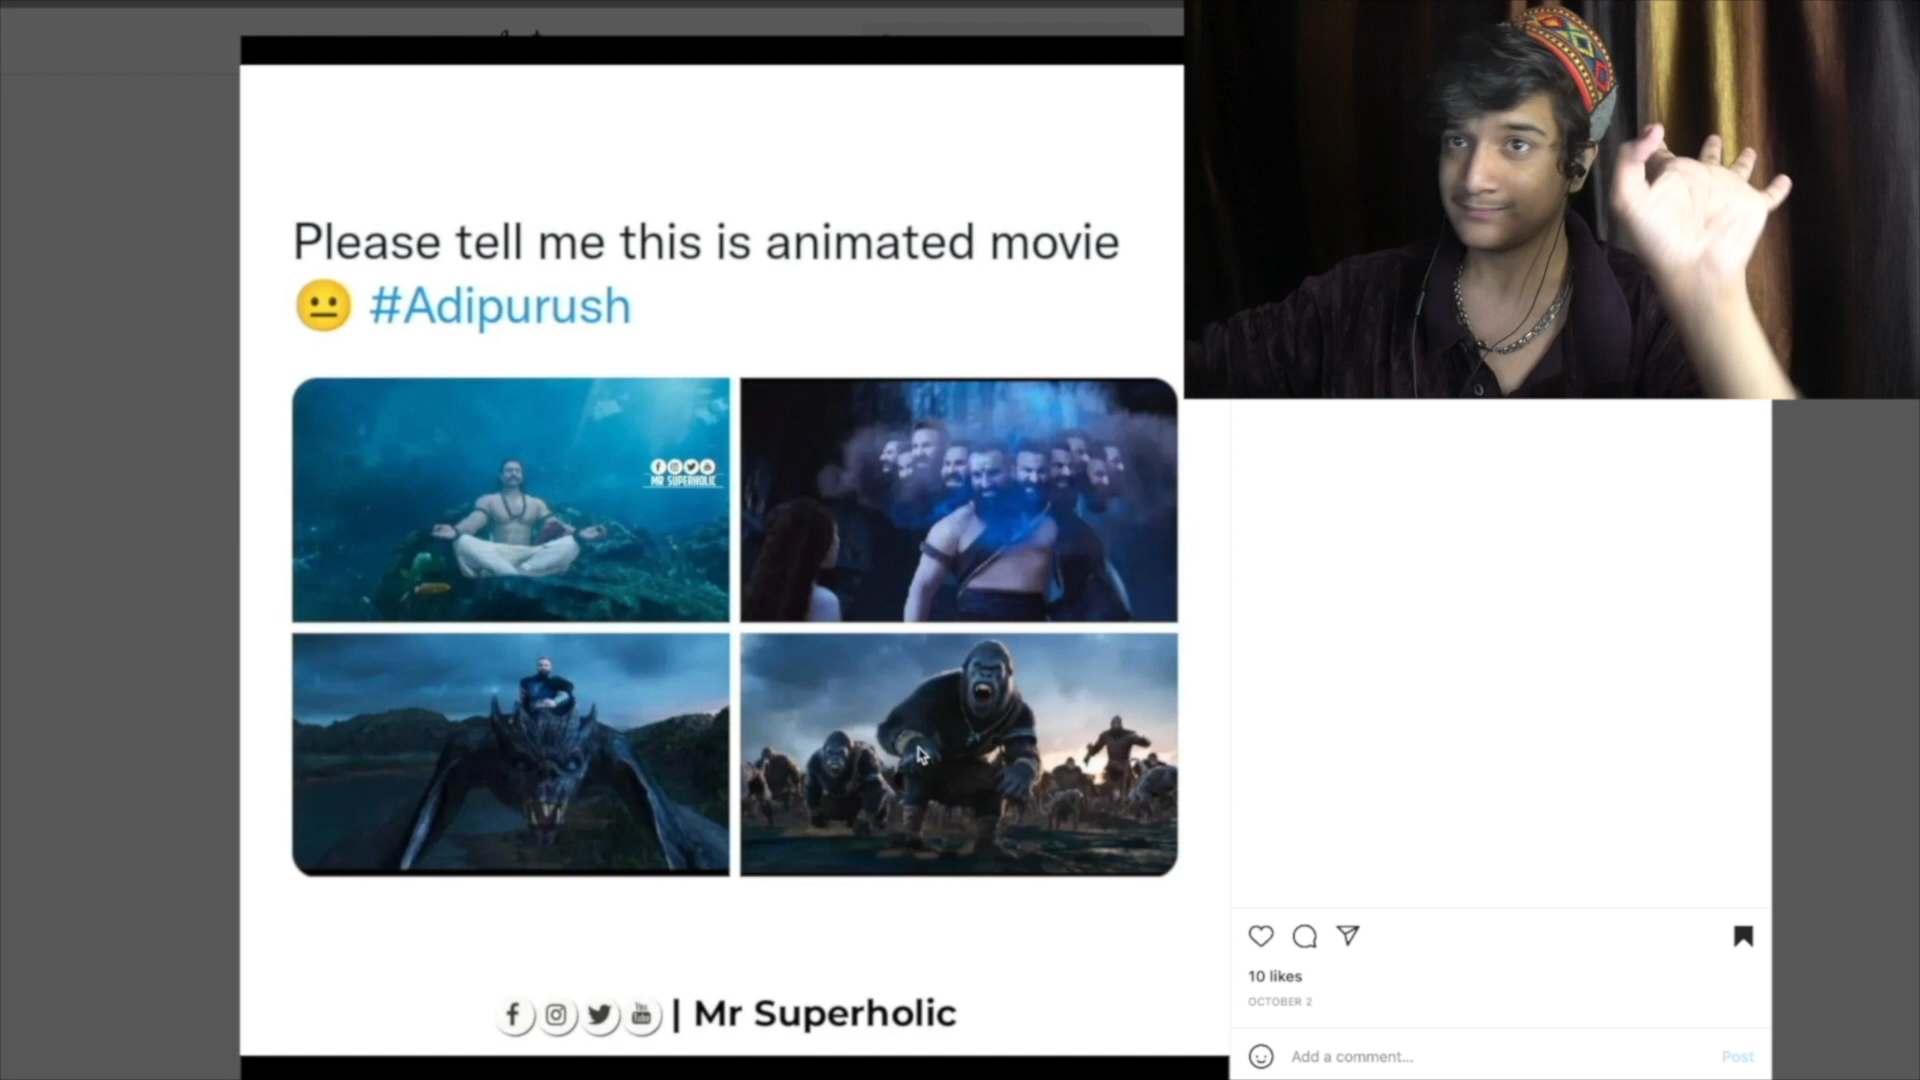 Please tell me this is animated movie
😐 #Adipurush
MR SUPERHOLIC
| Mr Superholic
10 likes
OCTOBER 2
Add a comment...
Post